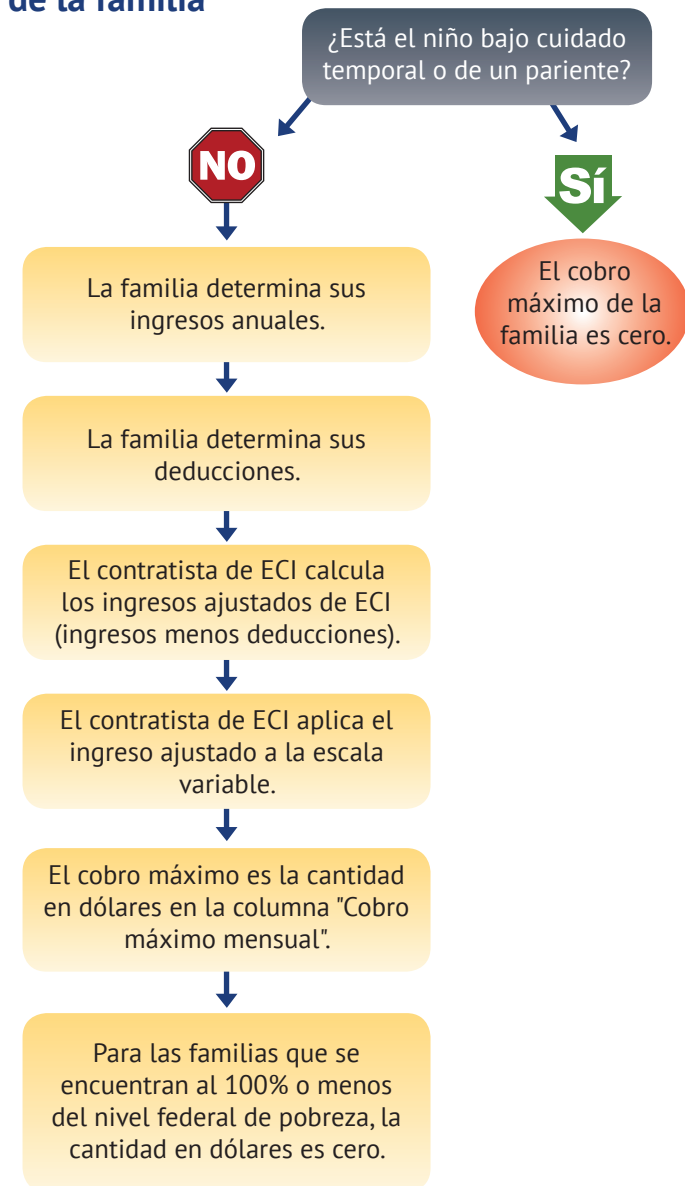 de la familia
¿Está el niño bajo cuidado
temporal o de un pariente?
NO
Sí
La familia determina sus
ingresos anuales.
El cobro
máximo de la
familia es cero.
La familia determina sus
deducciones.
El contratista de ECI calcula
los ingresos ajustados de ECI
(ingresos menos deducciones).
El contratista de ECI aplica el
ingreso ajustado a la escala
variable.
El cobro máximo es la cantidad
en dólares en la columna "Cobro
máximo mensual".
Para las familias que se
encuentran al 100% o menos
del nivel federal de pobreza, la
cantidad en dólares es cero.